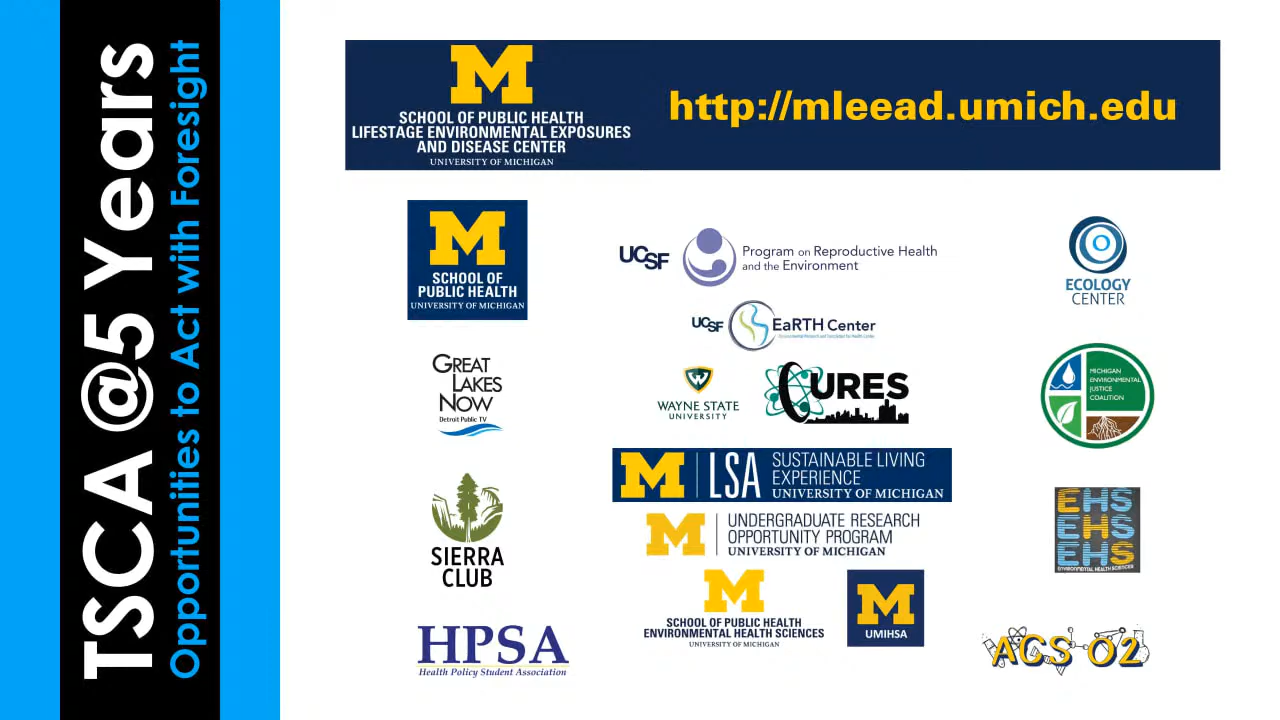 TSCA @5 Years
Opportunities to Act with Foresight
M
SCHOOL OF PUBLIC HEALTH
LIFESTAGE ENVIRONMENTAL EXPOSURES
AND DISEASE CENTER
UNIVERSITY OF MICHIGAN
http://mleead.umich.edu
M
SCHOOL OF
PUBLIC HEALTH
UNIVERSITY OF MICHIGAN
UCSF
Program on Reproductive Health
and the Environment
ECOLOGY
CENTER
UCSF
EaRTH Center
GREAT
LAKES
NOW
Detroit Public TV
W
WAYNE STATE
UNIVERSITY
CURES
MICHIGAN
ENVIRONMENTAL
JUSTICE
COALITION
SIERRA
CLUB
M LSA SUSTAINABLE LIVING
EXPERIENCE
UNIVERSITY OF MICHIGAN
M UNDERGRADUATE RESEARCH
OPPORTUNITY PROGRAM
UNIVERSITY OF MICHIGAN
EHS
EHS
EHS
ENVIRONMENTAL HEALTH SCIENCES
HPSA
Health Policy Student Association
M
SCHOOL OF PUBLIC HEALTH
ENVIRONMENTAL HEALTH SCIENCES
UNIVERSITY OF MICHIGAN
M
UMIHSA
ACS O2